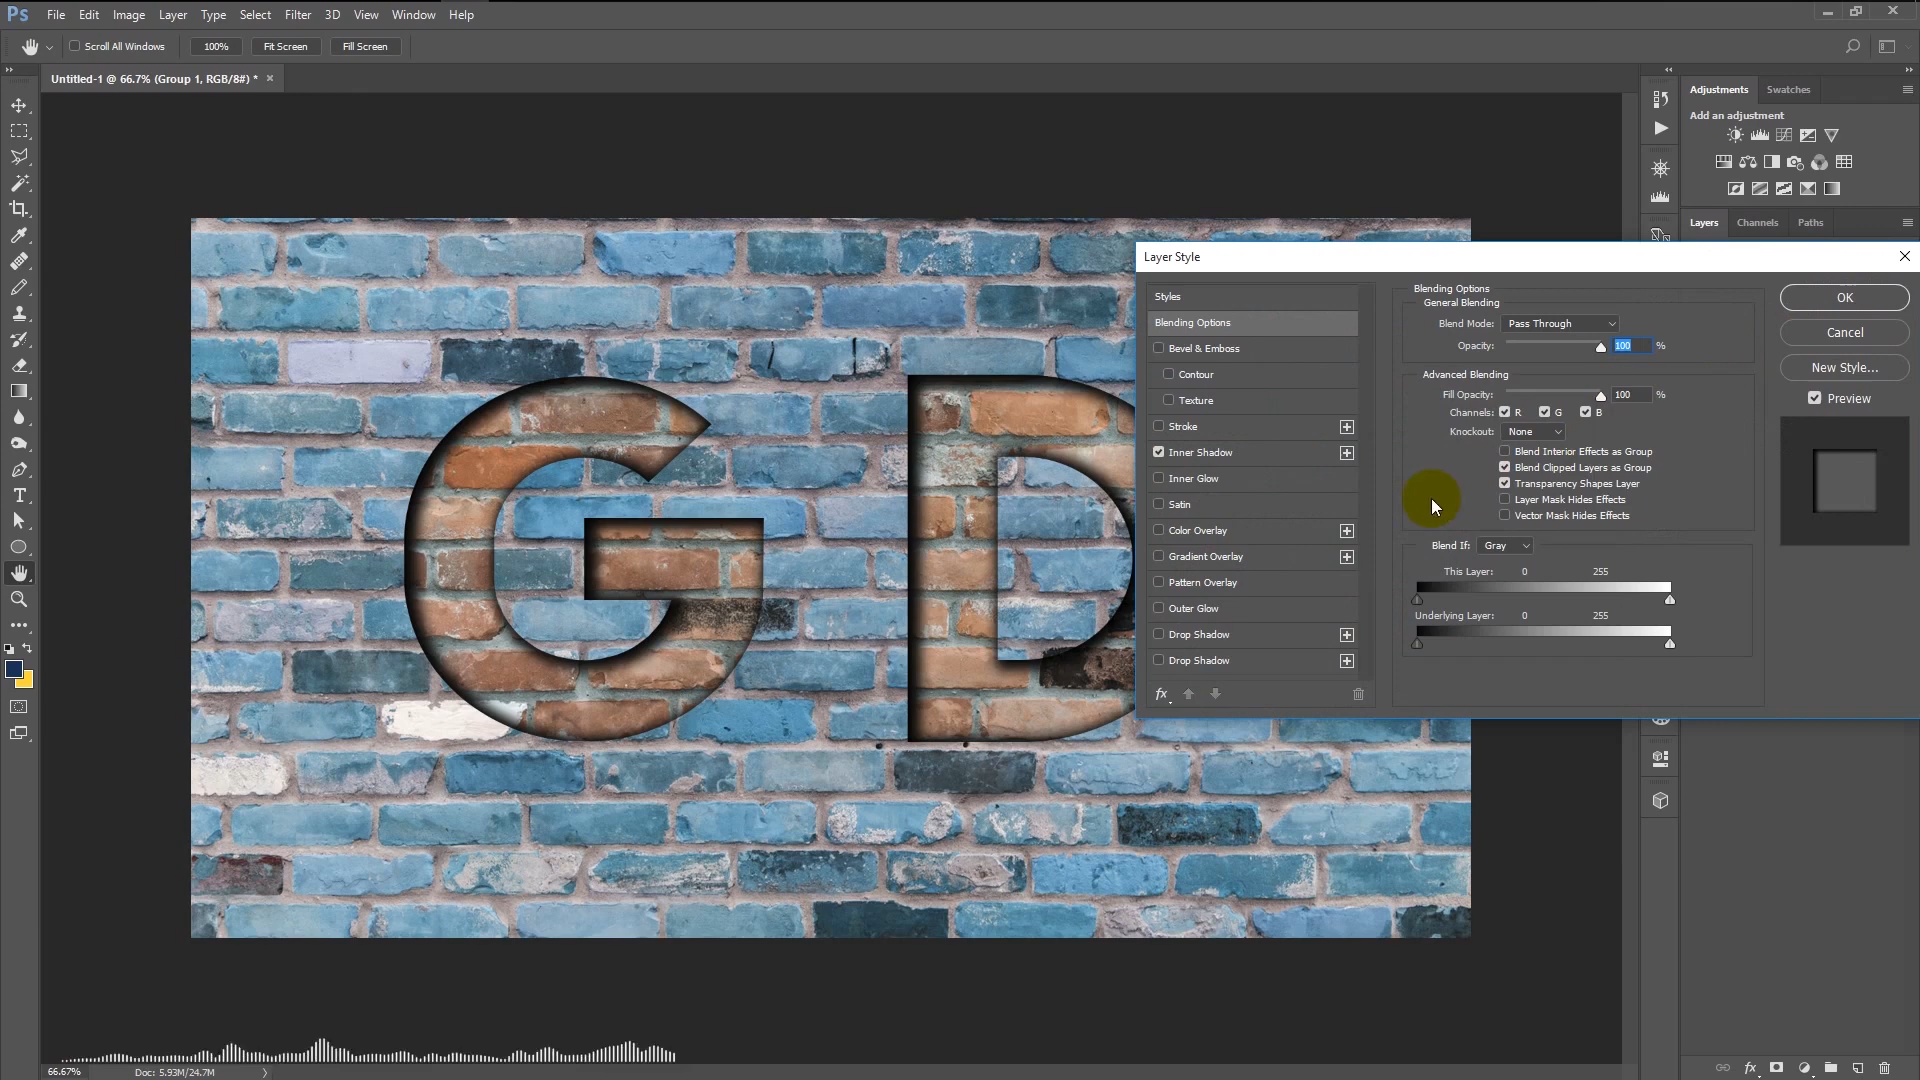 Ps File Edit Image Layer Type Select Filter 3D View Window Help
Scroll All Windows 100% Fit Screen Fill Screen
Untitled-1 @ 66.7% (Group 1, RGB/8#) * ×
Adjustments Swatches
Add an adjustment
Layers Channels Paths
Layer Style
Styles
Blending Options
Bevel & Emboss
Contour
Texture
Stroke
Inner Shadow
Inner Glow
Satin
Color Overlay
Gradient Overlay
Pattern Overlay
Outer Glow
Drop Shadow
Drop Shadow
fx
Blending Options
General Blending
Blend Mode: Pass Through
Opacity: 100 %
Advanced Blending
Fill Opacity: 100 %
Channels: R G B
Knockout: None
Blend Interior Effects as Group
Blend Clipped Layers as Group
Transparency Shapes Layer
Layer Mask Hides Effects
Vector Mask Hides Effects
Blend If: Gray
This Layer: 0 255
Underlying Layer: 0 255
OK
Cancel
New Style...
Preview
G D
T
66.67% Doc: 5.93M/24.7M
fx